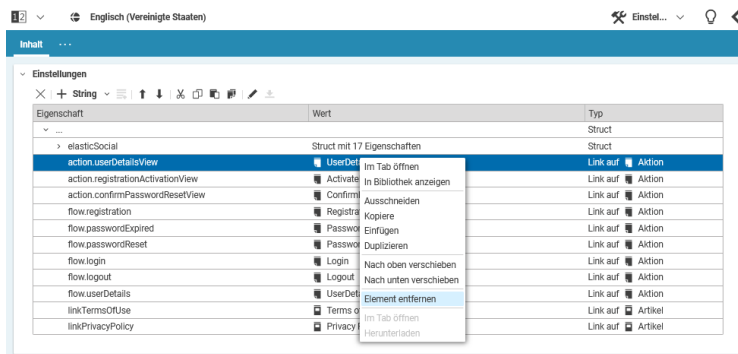 12 Englisch (Vereinigte Staaten) Einstel...
Inhalt ...
Einstellungen
String
Eigenschaft Wert Typ
... Struct
elasticSocial Struct mit 17 Eigenschaften Struct
action.userDetailsView Link auf Aktion
action.registrationActivationView Link auf Aktion
action.confirmPasswordResetView Link auf Aktion
flow.registration Link auf Aktion
flow.passwordExpired Link auf Aktion
flow.passwordReset Link auf Aktion
flow.login Login Link auf Aktion
flow.logout Logout Link auf Aktion
flow.userDetails Link auf Aktion
linkTermsOfUse Terms Link auf Artikel
linkPrivacyPolicy Privacy Link auf Artikel
Im Tab öffnen
In Bibliothek anzeigen
Ausschneiden
Kopiere
Einfügen
Duplizieren
Nach oben verschieben
Nach unten verschieben
Element entfernen
Im Tab öffnen
Herunterladen